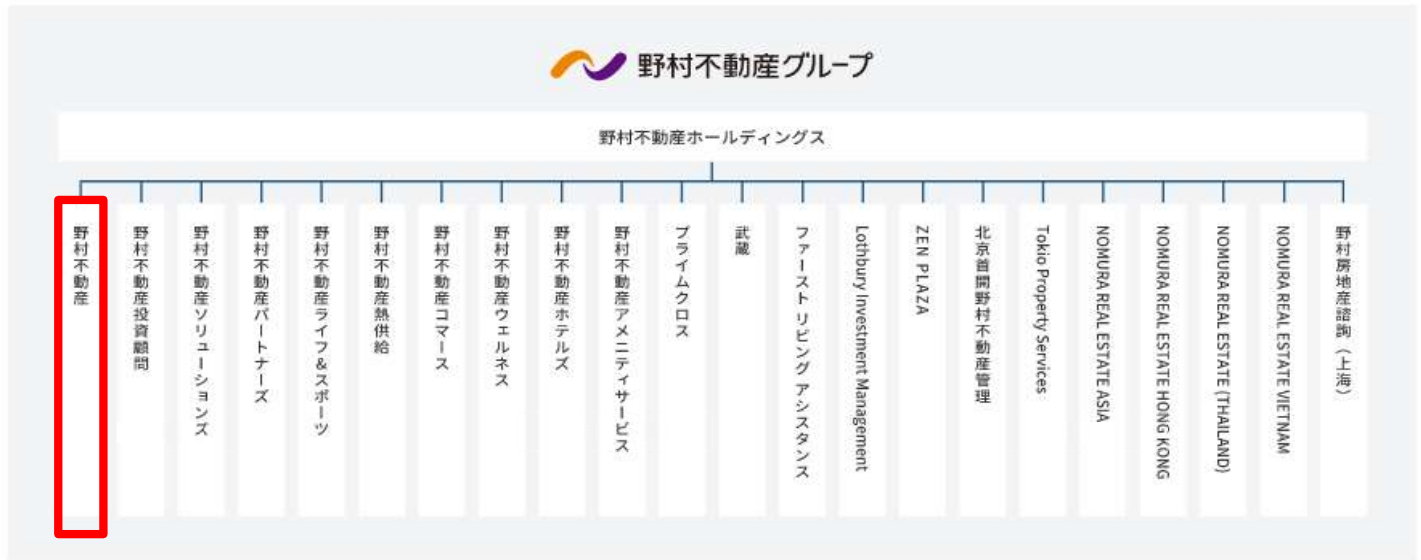 野村不動産グループ
野村不動産ホールディングス
野村不動産
野村不動産投資顧問
野村不動産ソリューションズ
野村不動産パートナーズ
野村不動産ライフ&スポーツ
野村不動産熱供給
野村不動産コマース
野村不動産ウェルネス
野村不動産ホテルズ
野村不動産アメニティサービス
プライムクロス
武蔵
ファースト リビング アシスタンス
Lothbury Investment Management
ZEN PLAZA
北京首開野村不動産管理
Tokio Property Services
NOMURA REAL ESTATE ASIA
NOMURA REAL ESTATE HONG KONG
NOMURA REAL ESTATE (THAILAND)
NOMURA REAL ESTATE VIETNAM
野村房地産諮詢（上海）